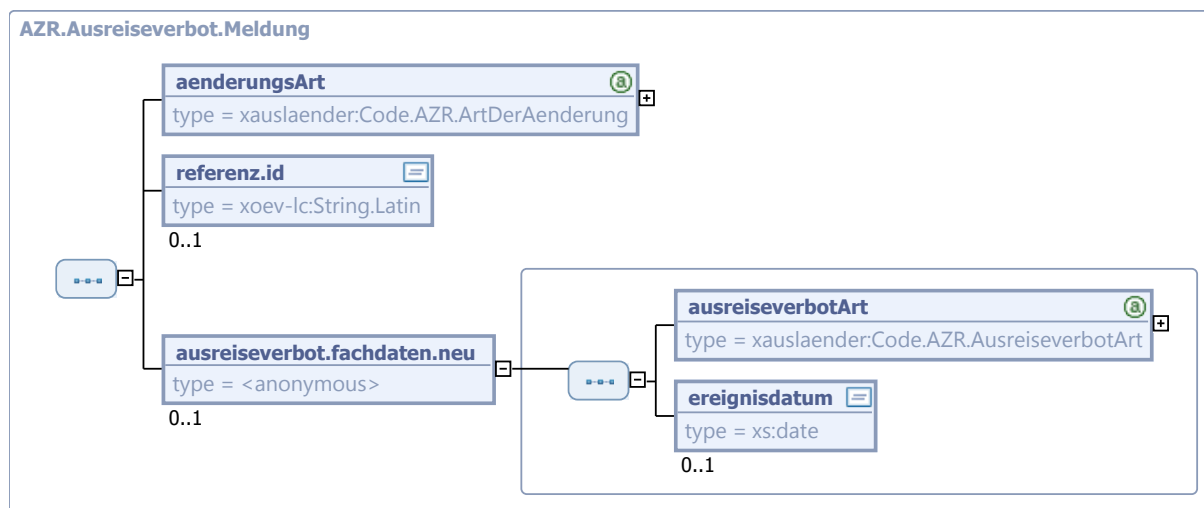 AZR.Ausreiseverbot.Meldung
aenderungsArt
type = xauslaender:Code.AZR.ArtDerAenderung
referenz.id
type = xoev-lc:String.Latin
0..1
ausreiseverbot.fachdaten.neu
type = <anonymous>
0..1
ausreiseverbotArt
type = xauslaender:Code.AZR.AusreiseverbotArt
ereignisdatum
type = xs:date
0..1